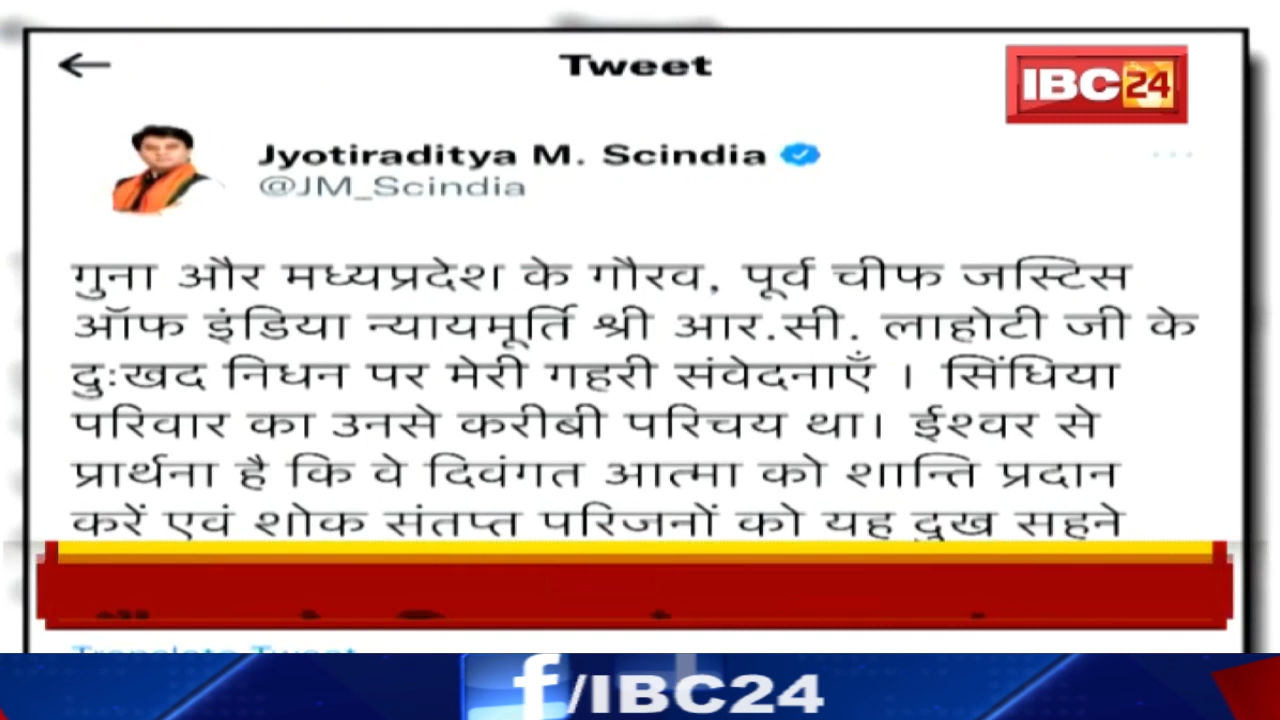 Tweet
IBC24
Jyotiraditya M. Scindia
@JM_Scindia
गुना और मध्यप्रदेश के गौरव, पूर्व चीफ जस्टिस
ऑफ इंडिया न्यायमूर्ति श्री आर.सी. लाहोटी जी के
दुःखद निधन पर मेरी गहरी संवेदनाएँ । सिंधिया
परिवार का उनसे करीबी परिचय था। ईश्वर से
प्रार्थना है कि वे दिवंगत आत्मा को शान्ति प्रदान
करें एवं शोक संतप्त परिजनों को यह दुख सहने
Translate Tweet
f/IBC24